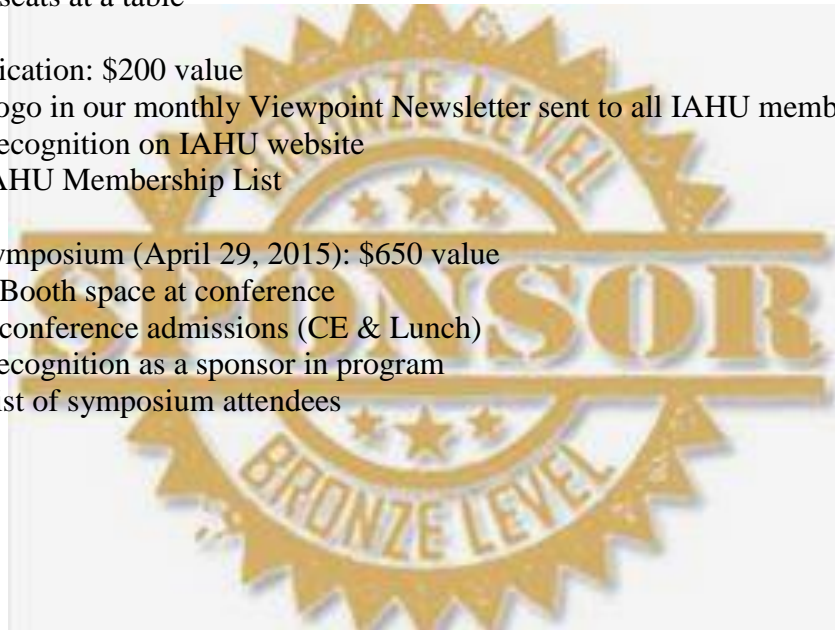 seats at a table
ication: $200 value
ogo in our monthly Viewpoint Newsletter sent to all IAHU memb
ecognition on IAHU website
AHU Membership List
ymposium (April 29, 2015): $650 value
Booth space at conference
conference admissions (CE & Lunch)
ecognition as a sponsor in program
ist of symposium attendees
BRONZE LEVEL
SPONSOR
BRONZE LEVEL